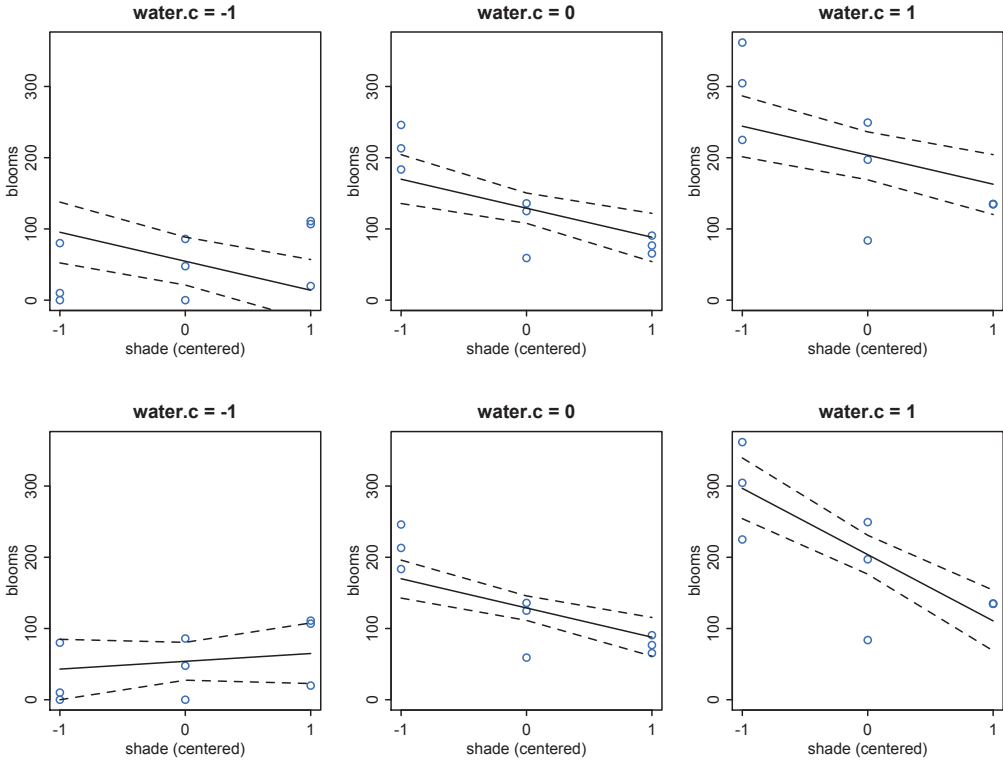 water.c = -1
water.c = 0
water.c = 1
blooms
0 100 200 300
-1 0 1
shade (centered)
blooms
0 100 200 300
-1 0 1
shade (centered)
blooms
0 100 200 300
-1 0 1
shade (centered)
water.c = -1
water.c = 0
water.c = 1
blooms
0 100 200 300
-1 0 1
shade (centered)
blooms
0 100 200 300
-1 0 1
shade (centered)
blooms
0 100 200 300
-1 0 1
shade (centered)